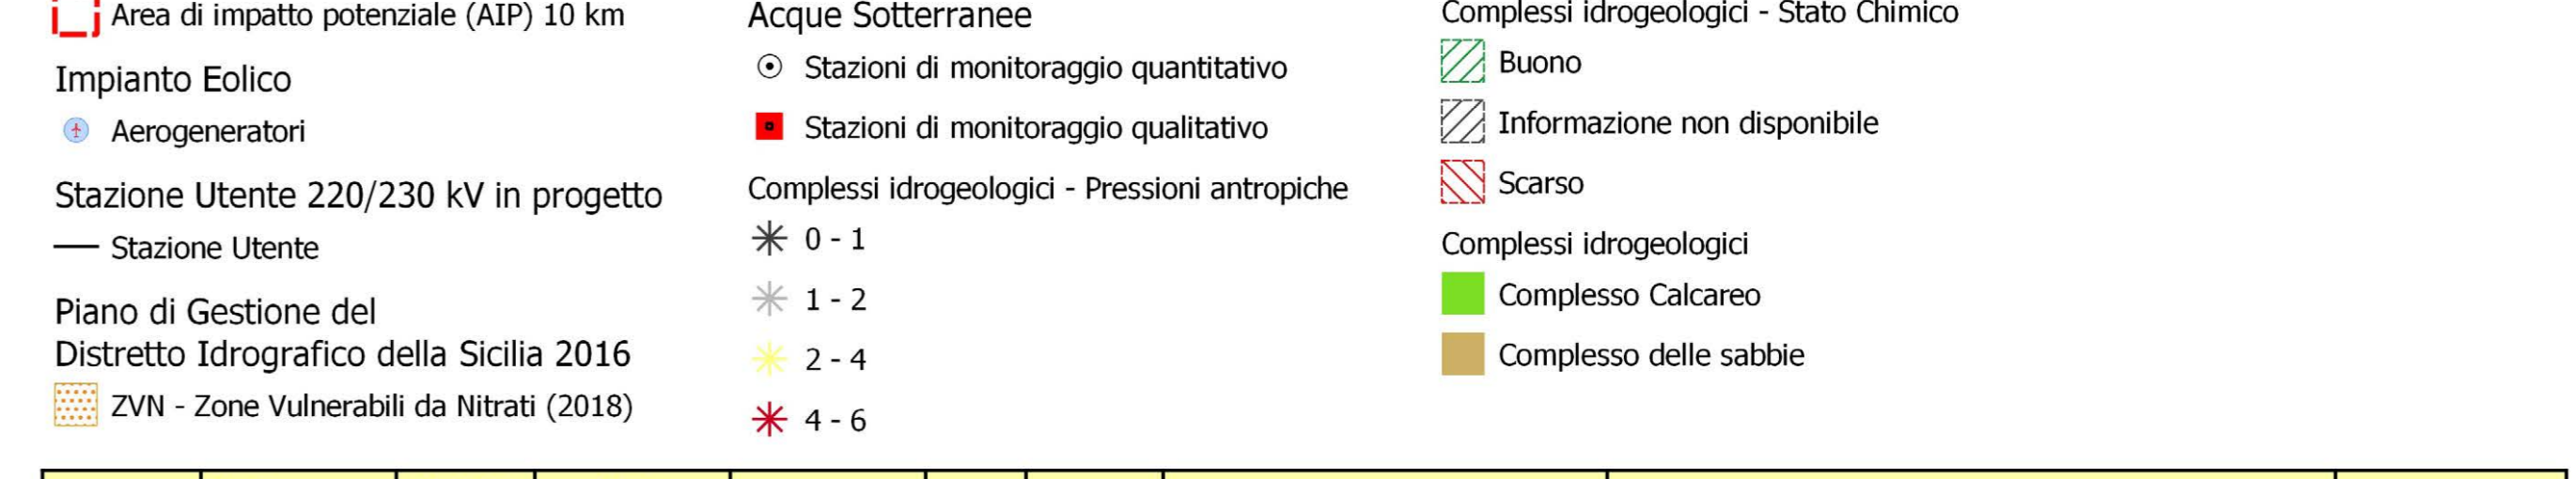 Area di impatto potenziale (AIP) 10 km
Impianto Eolico
Aerogeneratori
Stazione Utente 220/230 kV in progetto
Stazione Utente
Piano di Gestione del
Distretto Idrografico della Sicilia 2016
ZVN - Zone Vulnerabili da Nitrati (2018)
Acque Sotterranee
Stazioni di monitoraggio quantitativo
Stazioni di monitoraggio qualitativo
Complessi idrogeologici - Pressioni antropiche
0 - 1
1 - 2
2 - 4
4 - 6
Complessi idrogeologici - Stato Chimico
Buono
Informazione non disponibile
Scarso
Complessi idrogeologici
Complesso Calcareo
Complesso delle sabbie